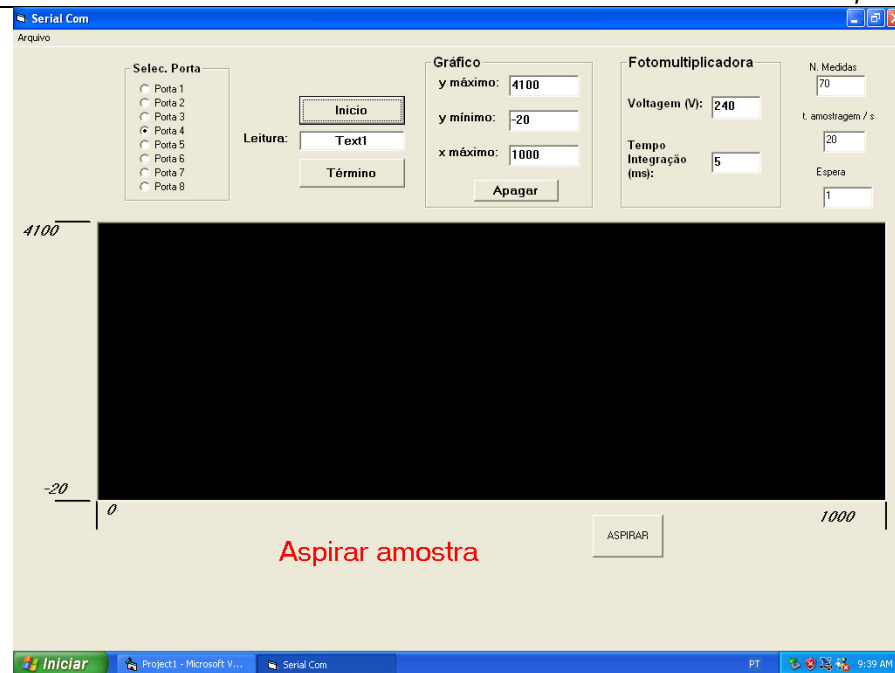 Serial Com
Arquivo
Selec. Porta
Porta 1
Porta 2
Porta 3
Porta 4
Porta 5
Porta 6
Porta 7
Porta 8
Inicio
Leitura: Text1
Término
Gráfico
y máximo: 4100
y mínimo: -20
x máximo: 1000
Apagar
Fotomultiplicadora
Voltagem (V): 240
Tempo
Integração
(ms): 5
N. Medidas
70
t. amostragem / s
20
Espera
1
4100
-20
0
1000
Aspirar amostra
ASPIRAR
Iniciar
Project1 - Microsoft V...
Serial Com
PT
9:39 AM